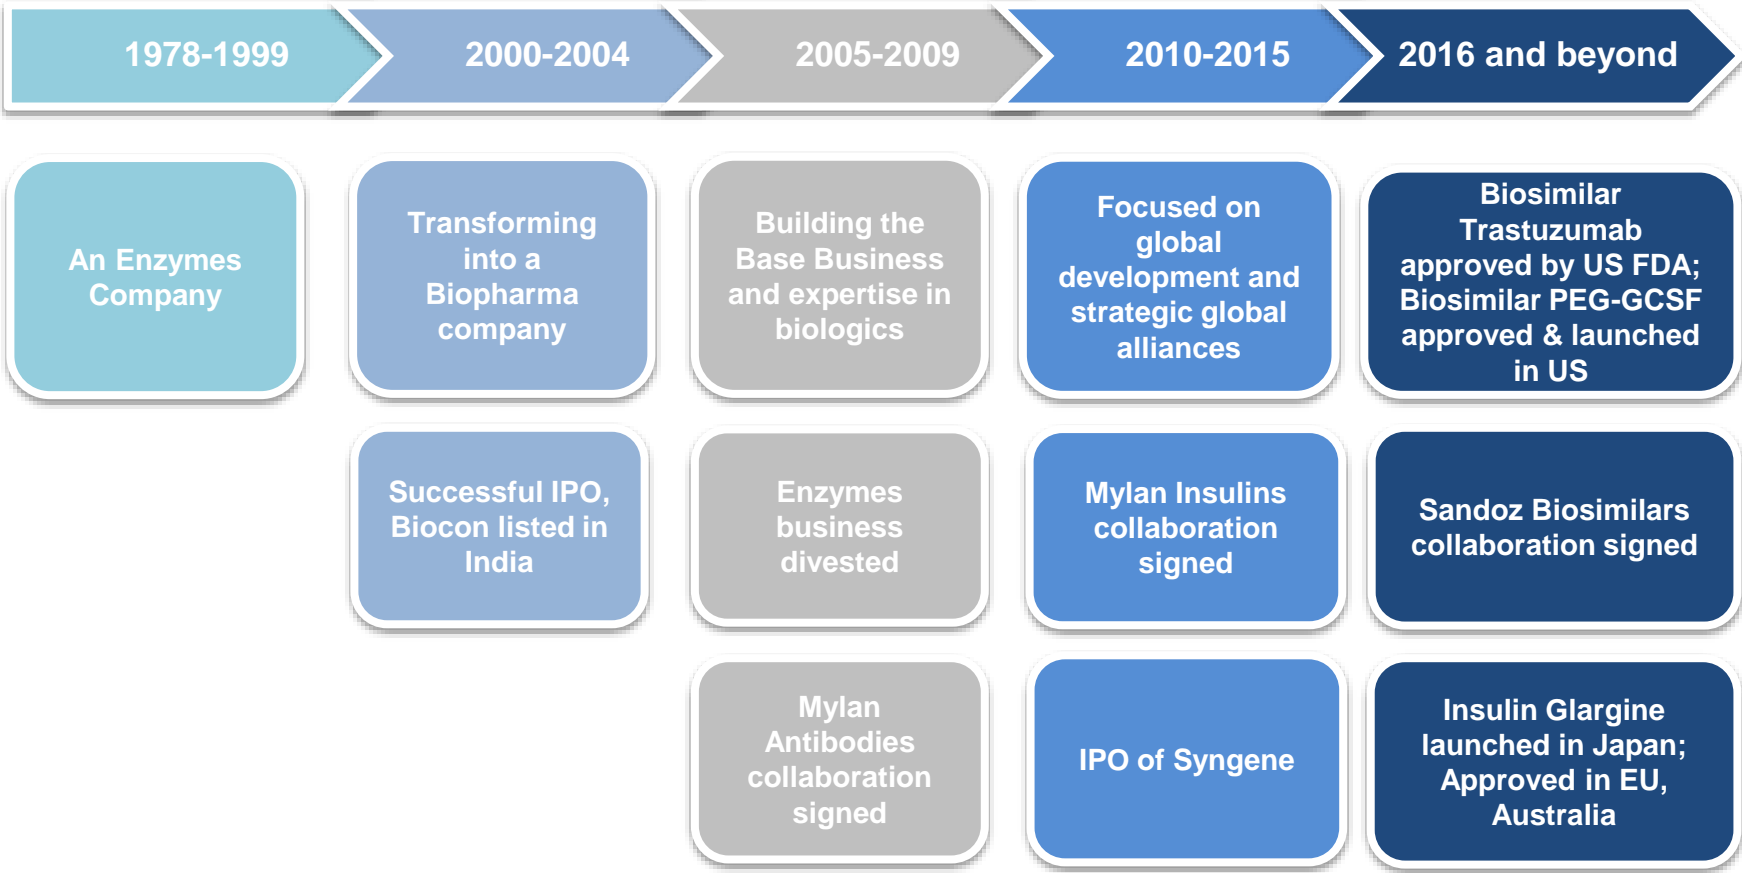 1978-1999
2000-2004
2005-2009
2010-2015
2016 and beyond
An Enzymes
Company
Transforming
into a
Biopharma
company
Successful IPO,
Biocon listed in
India
Building the
Base Business
and expertise in
biologics
Enzymes
business
divested
Mylan
Antibodies
collaboration
signed
Focused on
global
development and
strategic global
alliances
Mylan Insulins
collaboration
signed
IPO of Syngene
Biosimilar
Trastuzumab
approved by US FDA;
Biosimilar PEG-GCSF
approved & launched
in US
Sandoz Biosimilars
collaboration signed
Insulin Glargine
launched in Japan;
Approved in EU,
Australia